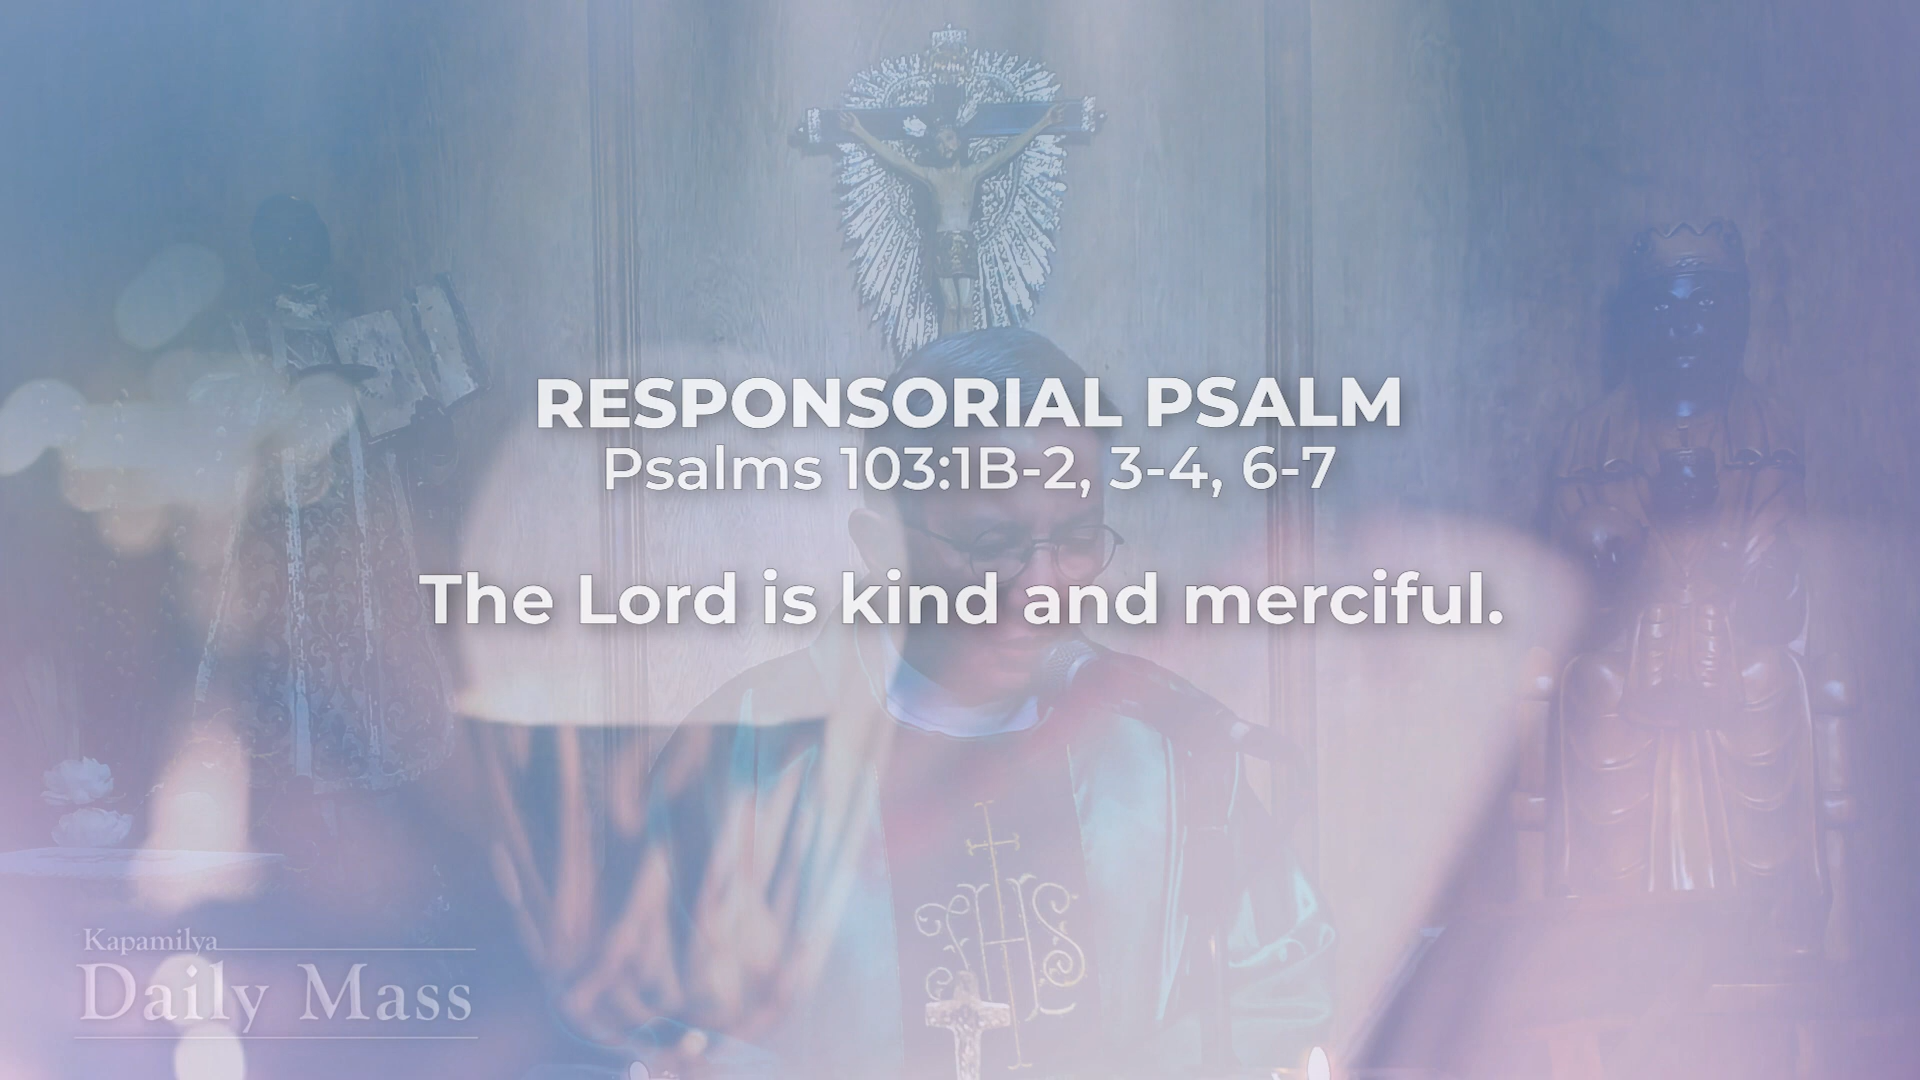 RESPONSORIAL PSALM
Psalms 103:1B-2, 3-4, 6-7
The Lord is kind and merciful.
IHS
Kapamilya
Daily Mass